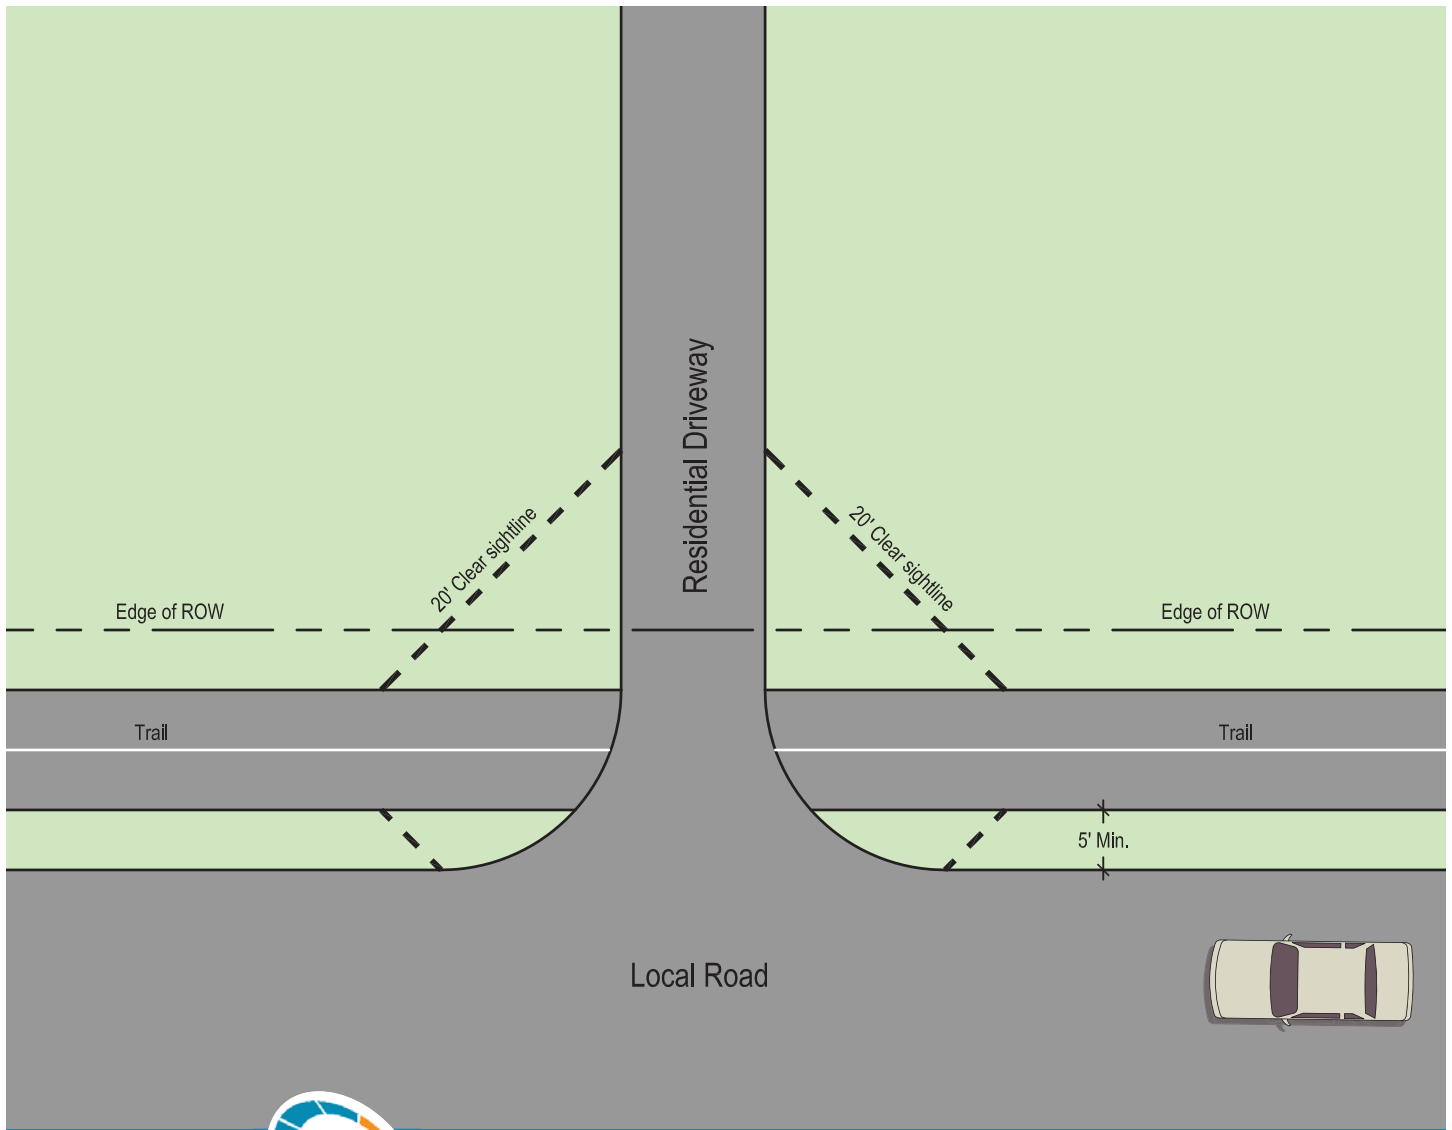 Residential Driveway
20' Clear sightline
20' Clear sightline
Edge of ROW
Edge of ROW
Trail
Trail
5' Min.
Local Road